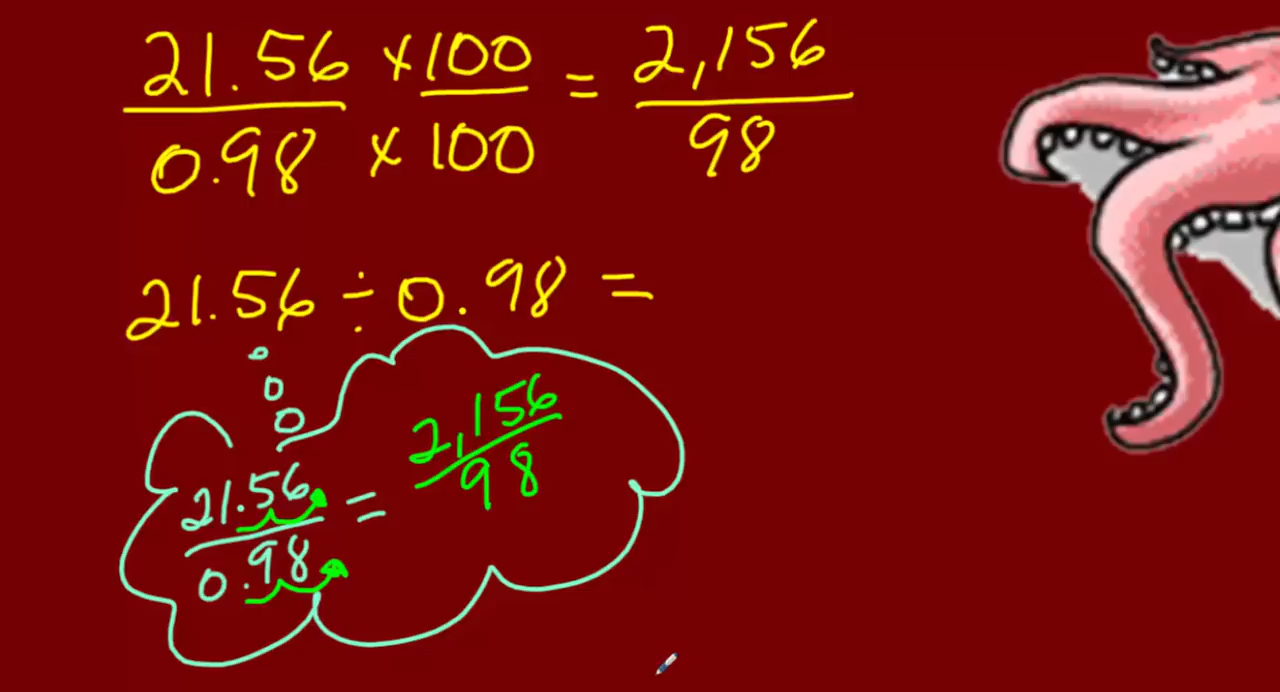 21.56 × 100 = 2,156
0.98 × 100 98
21.56 ÷ 0.98 =
21.56 = 2,156
0.98 98